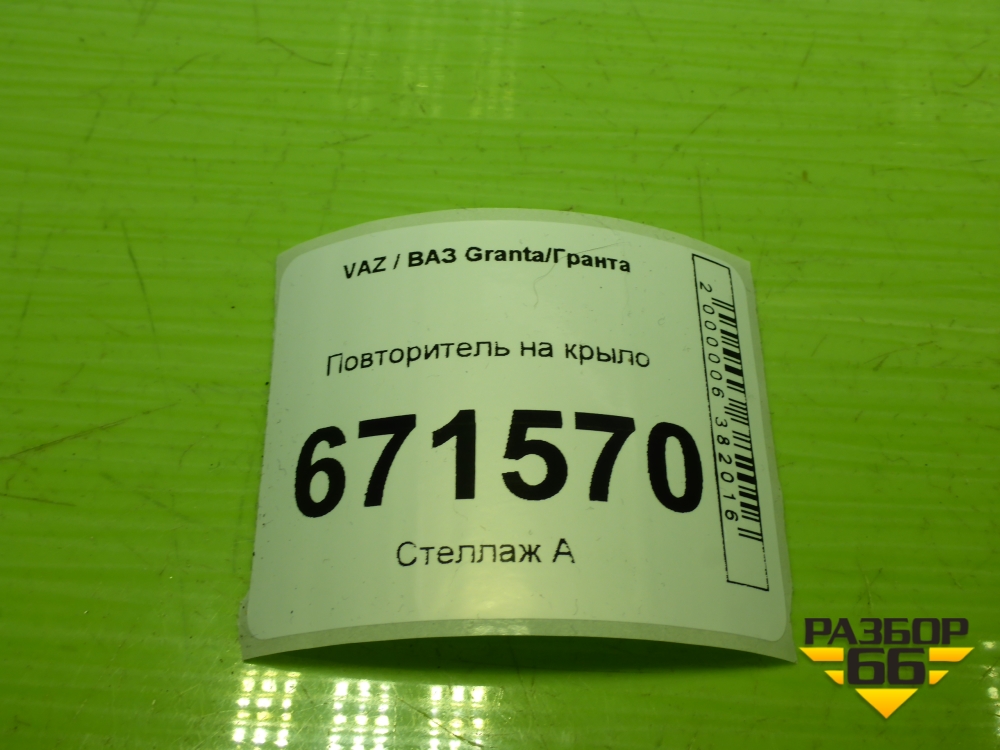 VAZ / ВАЗ Granta/Гранта
Повторитель на крыло
671570
Стеллаж А
2000006382016
РАЗБОР
66